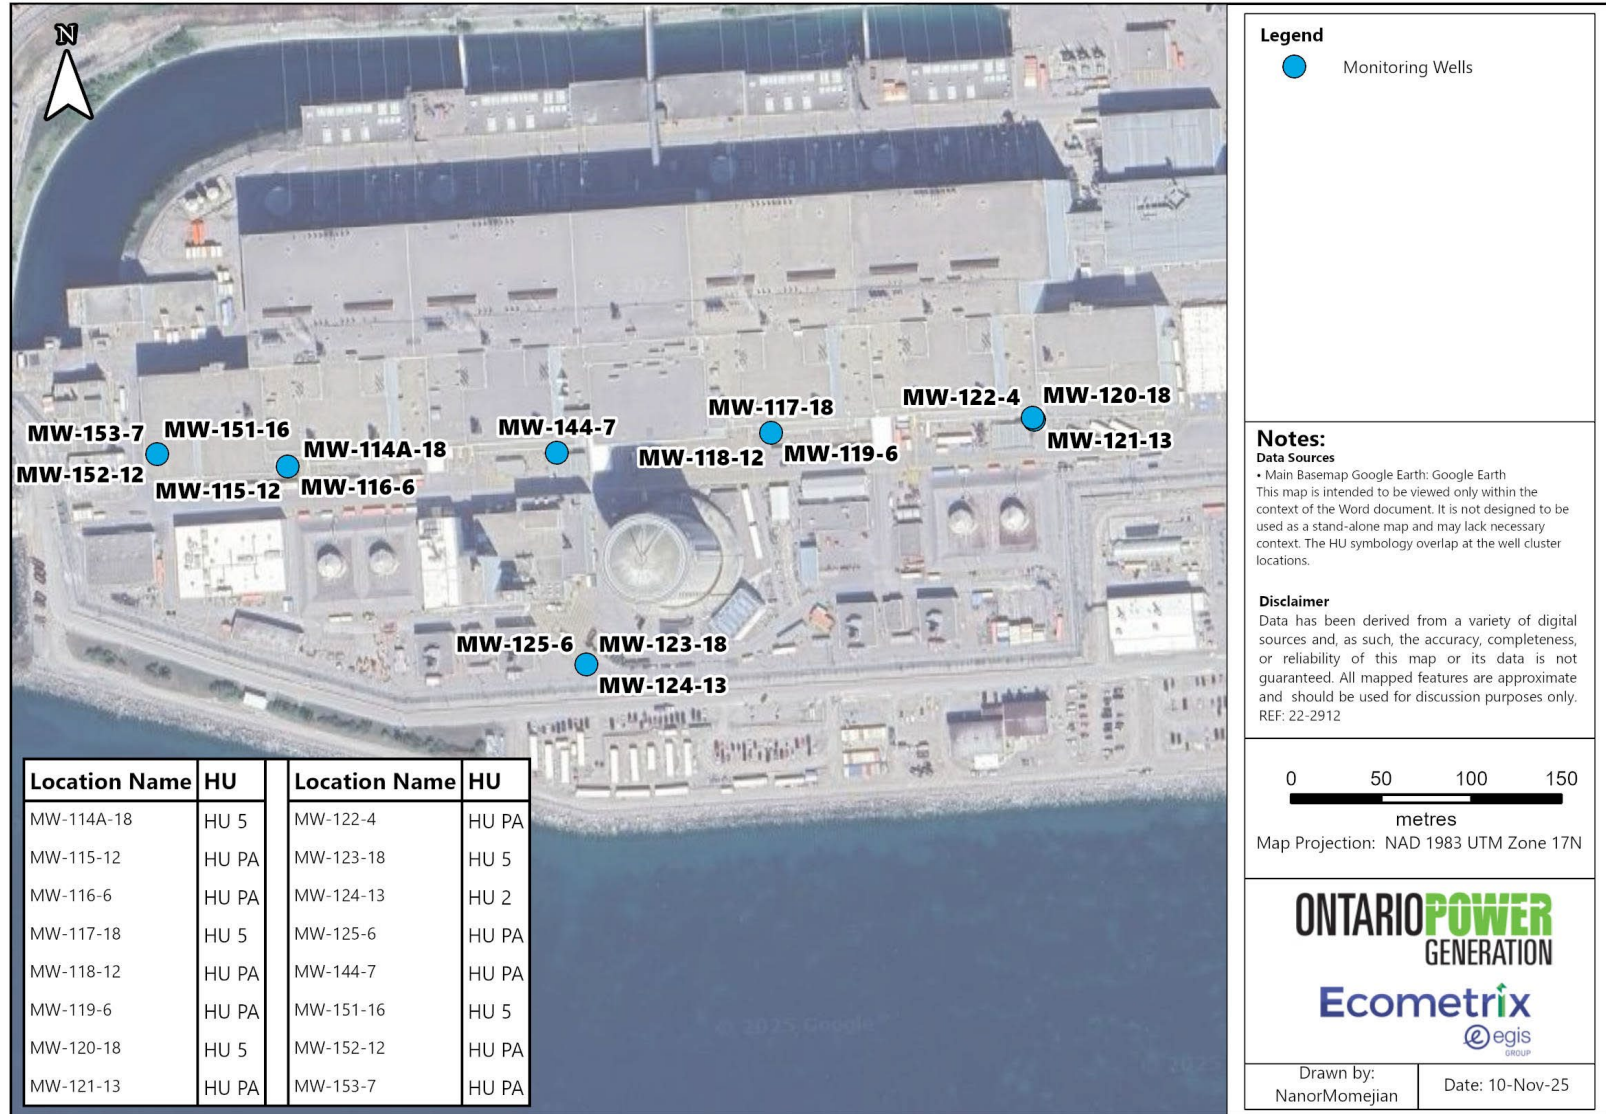 N
MW-122-4
MW-120-18
MW-117-18
MW-121-13
MW-153-7
MW-151-16
MW-144-7
MW-114A-18
MW-118-12
MW-119-6
MW-152-12
MW-115-12
MW-116-6
MW-125-6
MW-123-18
MW-124-13
Location Name HU Location Name HU
MW-114A-18 HU 5 MW-122-4 HU PA
MW-115-12 HU PA MW-123-18 HU 5
MW-116-6 HU PA MW-124-13 HU 2
MW-117-18 HU 5 MW-125-6 HU PA
MW-118-12 HU PA MW-144-7 HU PA
MW-119-6 HU PA MW-151-16 HU 5
MW-120-18 HU 5 MW-152-12 HU PA
MW-121-13 HU PA MW-153-7 HU PA
© 2025 Google
2025
2025
Legend
Monitoring Wells
Notes:
Data Sources
• Main Basemap Google Earth: Google Earth
This map is intended to be viewed only within the
context of the Word document. It is not designed to be
used as a stand-alone map and may lack necessary
context. The HU symbology overlap at the well cluster
locations.
Disclaimer
Data has been derived from a variety of digital
sources and, as such, the accuracy, completeness,
or reliability of this map or its data is not
guaranteed. All mapped features are approximate
and should be used for discussion purposes only.
REF: 22-2912
0 50 100 150
metres
Map Projection: NAD 1983 UTM Zone 17N
ONTARIOPOWER
GENERATION
Ecometrix
e egis
GROUP
Drawn by:
NanorMomejian
Date: 10-Nov-25